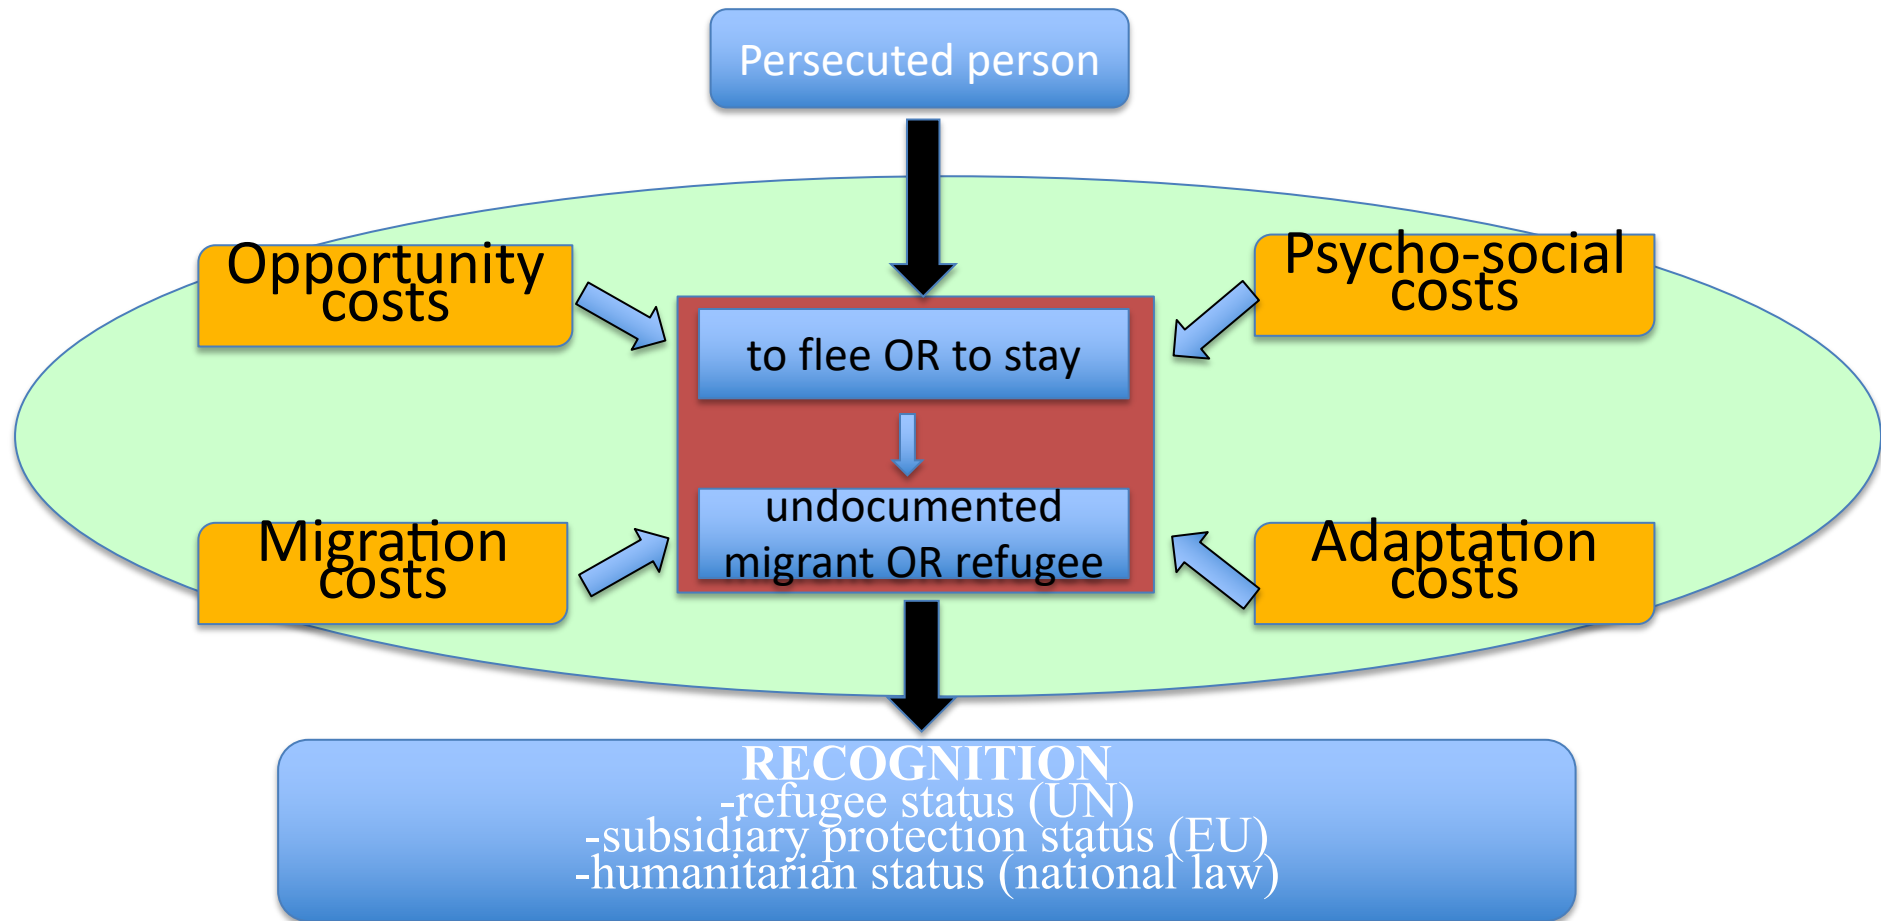 Persecuted person
Opportunity
costs
Psycho-social
costs
to flee OR to stay
undocumented
migrant OR refugee
Migration
costs
Adaptation
costs
RECOGNITION
-refugee status (UN)
-subsidiary protection status (EU)
-humanitarian status (national law)